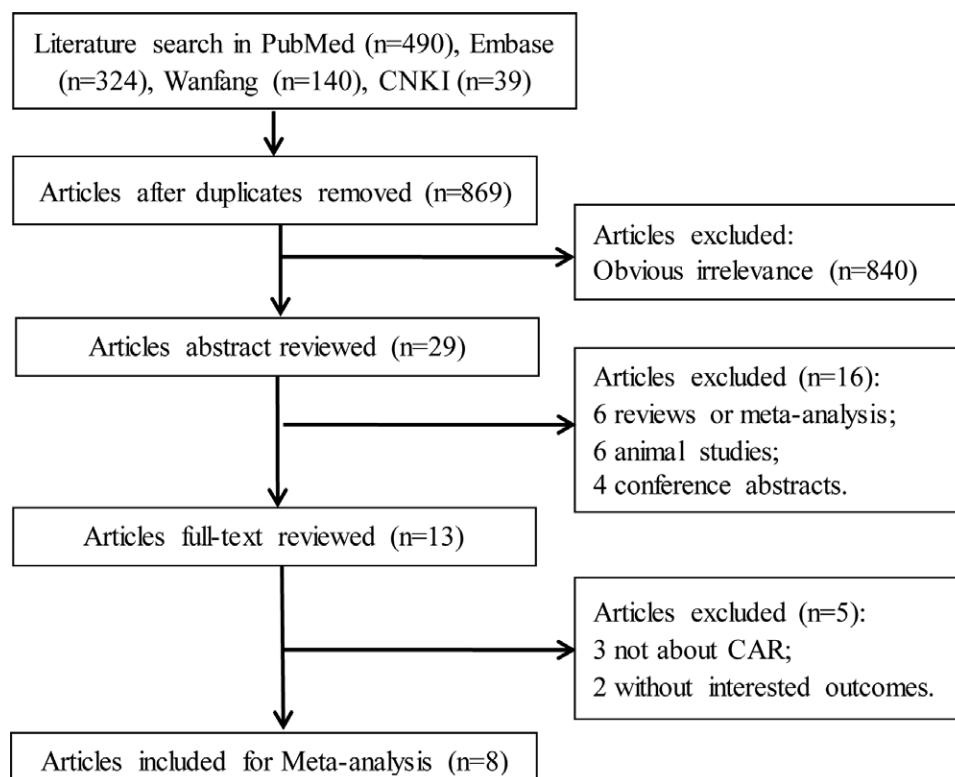 Literature search in PubMed (n=490), Embase
(n=324), Wanfang (n=140), CNKI (n=39)
Articles after duplicates removed (n=869)
Articles excluded:
Obvious irrelevance (n=840)
Articles abstract reviewed (n=29)
Articles excluded (n=16):
6 reviews or meta-analysis;
6 animal studies;
4 conference abstracts.
Articles full-text reviewed (n=13)
Articles excluded (n=5):
3 not about CAR;
2 without interested outcomes.
Articles included for Meta-analysis (n=8)